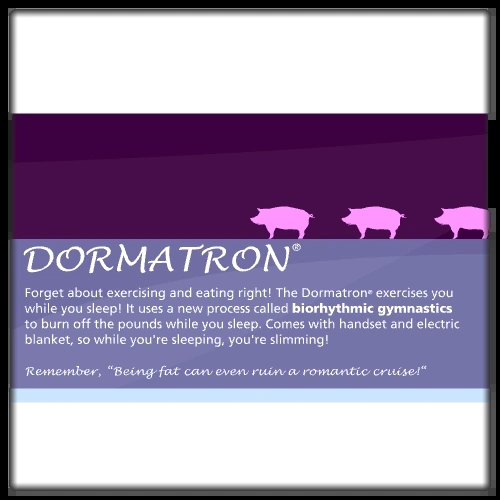 DORMATRON®
Forget about exercising and eating right! The Dormatron® exercises you
while you sleep! It uses a new process called biorhythmic gymnastics
to burn off the pounds while you sleep. Comes with handset and electric
blanket, so while you're sleeping, you're slimming!
Remember, "Being fat can even ruin a romantic cruise!"